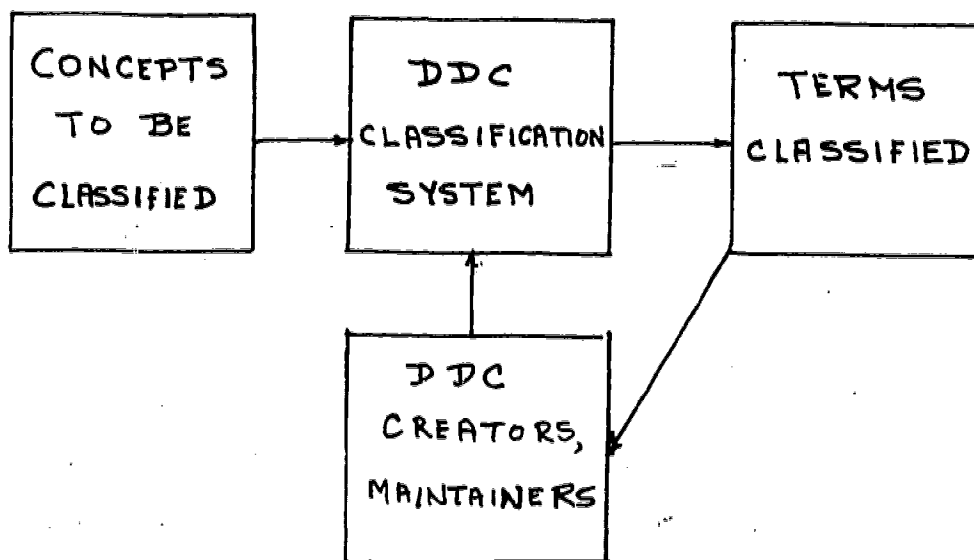 CONCEPTS
TO BE
CLASSIFIED
DDC
CLASSIFICATION
SYSTEM
TERMS
CLASSIFIED
DDC
CREATORS,
MAINTAINERS